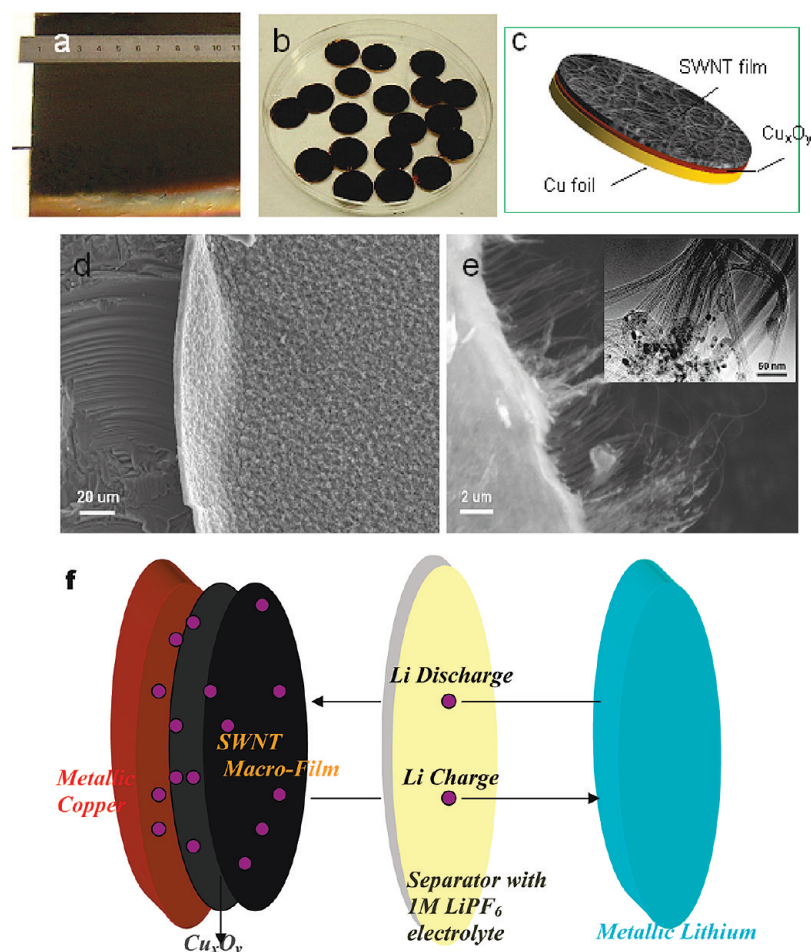 a
1 2 3 4 5 6 7 8 9 10 11
b
c
SWNT film
CuxOy
Cu foil
d
20 um
e
50 nm
2 um
f
Li Discharge
SWNT
Macro-Film
Metallic
Copper
Li Charge
Separator with
1M LiPF6
electrolyte
Metallic Lithium
CuxOy